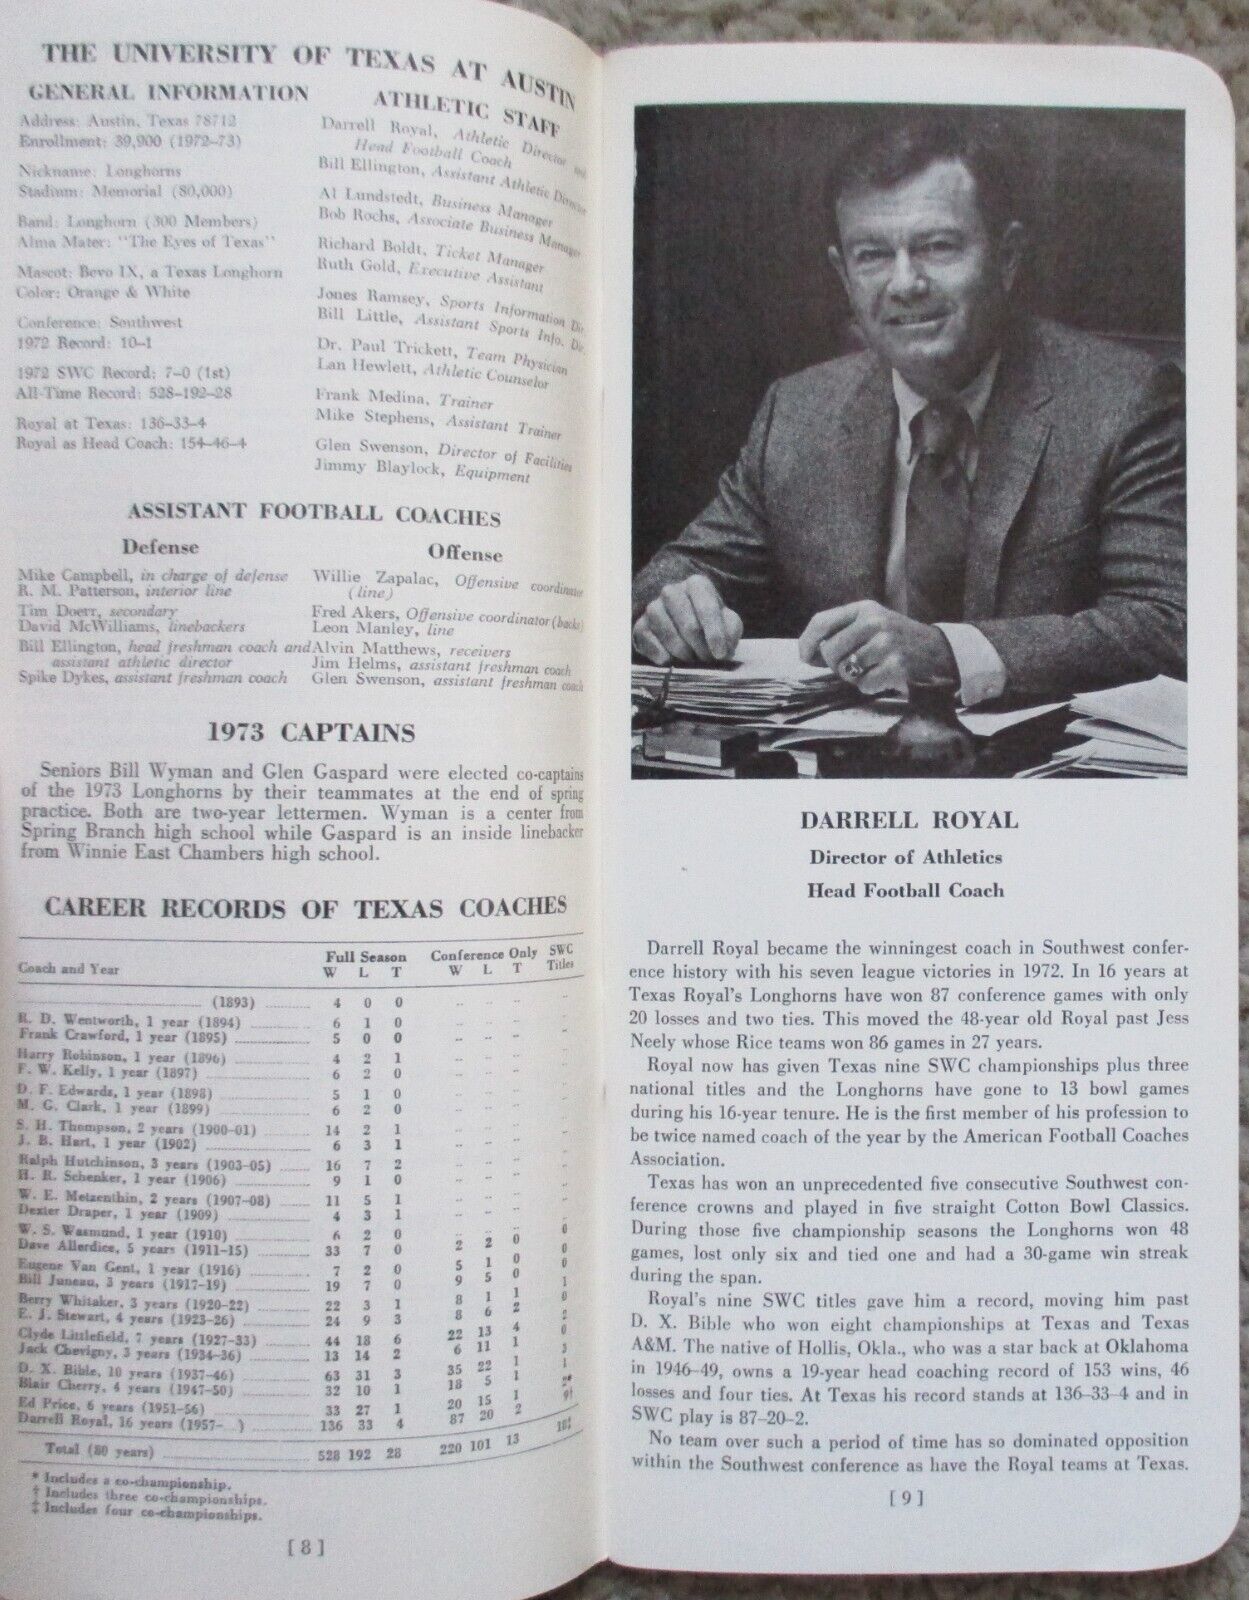 THE UNIVERSITY OF TEXAS AT AUSTIN
GENERAL INFORMATION
Address: Austin, Texas 78712
Enrollment: 39,900 (1972-73)
Nickname: Longhorns
Stadium: Memorial (80,000)
Band: Longhorn (300 Members)
Alma Mater: "The Eyes of Texas"
Mascot: Bevo IX, a Texas Longhorn
Color: Orange & White
Conference: Southwest
1972 Record: 10-1
1972 SWC Record: 7-0 (1st)
All-Time Record: 528-192-28
Royal at Texas: 136-33-4
Royal as Head Coach: 154-46-4
ATHLETIC STAFF
Darrell Royal, Athletic Director and
Head Football Coach
Bill Ellington, Assistant Athletic Director
Al Lundstedt, Business Manager
Bob Rochs, Associate Business Manager
Richard Boldt, Ticket Manager
Ruth Gold, Executive Assistant
Jones Ramsey, Sports Information Dir.
Bill Little, Assistant Sports Info. Dir.
Dr. Paul Trickett, Team Physician
Lan Hewlett, Athletic Counselor
Frank Medina, Trainer
Mike Stephens, Assistant Trainer
Glen Swenson, Director of Facilities
Jimmy Blaylock, Equipment
ASSISTANT FOOTBALL COACHES
Defense
Mike Campbell, in charge of defense
R. M. Patterson, interior line
Tim Doerr, secondary
David McWilliams, linebackers
Bill Ellington, head freshman coach and
assistant athletic director
Spike Dykes, assistant freshman coach
Offense
Willie Zapalac, Offensive coordinator
(line)
Fred Akers, Offensive coordinator (backs)
Leon Manley, line
Alvin Matthews, receivers
Jim Helms, assistant freshman coach
Glen Swenson, assistant freshman coach
1973 CAPTAINS
Seniors Bill Wyman and Glen Gaspard were elected co-captains
of the 1973 Longhorns by their teammates at the end of spring
practice. Both are two-year lettermen. Wyman is a center from
Spring Branch high school while Gaspard is an inside linebacker
from Winnie East Chambers high school.
CAREER RECORDS OF TEXAS COACHES
Full Season Conference Only SWC
Coach and Year W L T W L T Titles
(1893) 4 0 0
R. D. Wentworth, 1 year (1894) 6 1 0
Frank Crawford, 1 year (1895) 5 0 0
Harry Robinson, 1 year (1896) 4 2 1
F. W. Kelly, 1 year (1897) 6 2 0
D. F. Edwards, 1 year (1898) 5 1 0
M. G. Clark, 1 year (1899) 6 2 0
S. H. Thompson, 2 years (1900-01) 14 2 1
J. B. Hart, 1 year (1902) 6 3 1
Ralph Hutchinson, 3 years (1903-05) 16 7 2
H. R. Schenker, 1 year (1906) 9 1 0
W. E. Metzenthin, 2 years (1907-08) 11 5 1
Dexter Draper, 1 year (1909) 4 3 1
W. S. Wasmund, 1 year (1910) 6 2 0
Dave Allerdice, 5 years (1911-15) 33 7 0 2 2 0 0
Eugene Van Gent, 1 year (1916) 7 2 0 5 1 0
Bill Juneau, 3 years (1917-19) 19 7 0 9 5 0
Berry Whitaker, 3 years (1920-22) 22 3 1 8 1 1
E. J. Stewart, 4 years (1923-26) 24 9 3 8 6 2
Clyde Littlefield, 7 years (1927-33) 44 18 6 22 13 4
Jack Chevigny, 3 years (1934-36) 13 14 2 6 11 1
D. X. Bible, 10 years (1937-46) 63 31 3 35 22 1
Blair Cherry, 4 years (1947-50) 32 10 1 18 5 1
Ed Price, 6 years (1951-56) 33 27 1 20 15 1 2*
Darrell Royal, 16 years (1957-...) 136 33 4 87 20 2 9†
Total (80 years) 528 192 28 220 101 13 18‡
* Includes a co-championship.
† Includes three co-championships.
‡ Includes four co-championships.
[ 8 ]
DARRELL ROYAL
Director of Athletics
Head Football Coach
Darrell Royal became the winningest coach in Southwest confer-
ence history with his seven league victories in 1972. In 16 years at
Texas Royal's Longhorns have won 87 conference games with only
20 losses and two ties. This moved the 48-year old Royal past Jess
Neely whose Rice teams won 86 games in 27 years.
Royal now has given Texas nine SWC championships plus three
national titles and the Longhorns have gone to 13 bowl games
during his 16-year tenure. He is the first member of his profession to
be twice named coach of the year by the American Football Coaches
Association.
Texas has won an unprecedented five consecutive Southwest con-
ference crowns and played in five straight Cotton Bowl Classics.
During those five championship seasons the Longhorns won 48
games, lost only six and tied one and had a 30-game win streak
during the span.
Royal's nine SWC titles gave him a record, moving him past
D. X. Bible who won eight championships at Texas and Texas
A&M. The native of Hollis, Okla., who was a star back at Oklahoma
in 1946-49, owns a 19-year head coaching record of 153 wins, 46
losses and four ties. At Texas his record stands at 136-33-4 and in
SWC play is 87-20-2.
No team over such a period of time has so dominated opposition
within the Southwest conference as have the Royal teams at Texas.
[ 9 ]